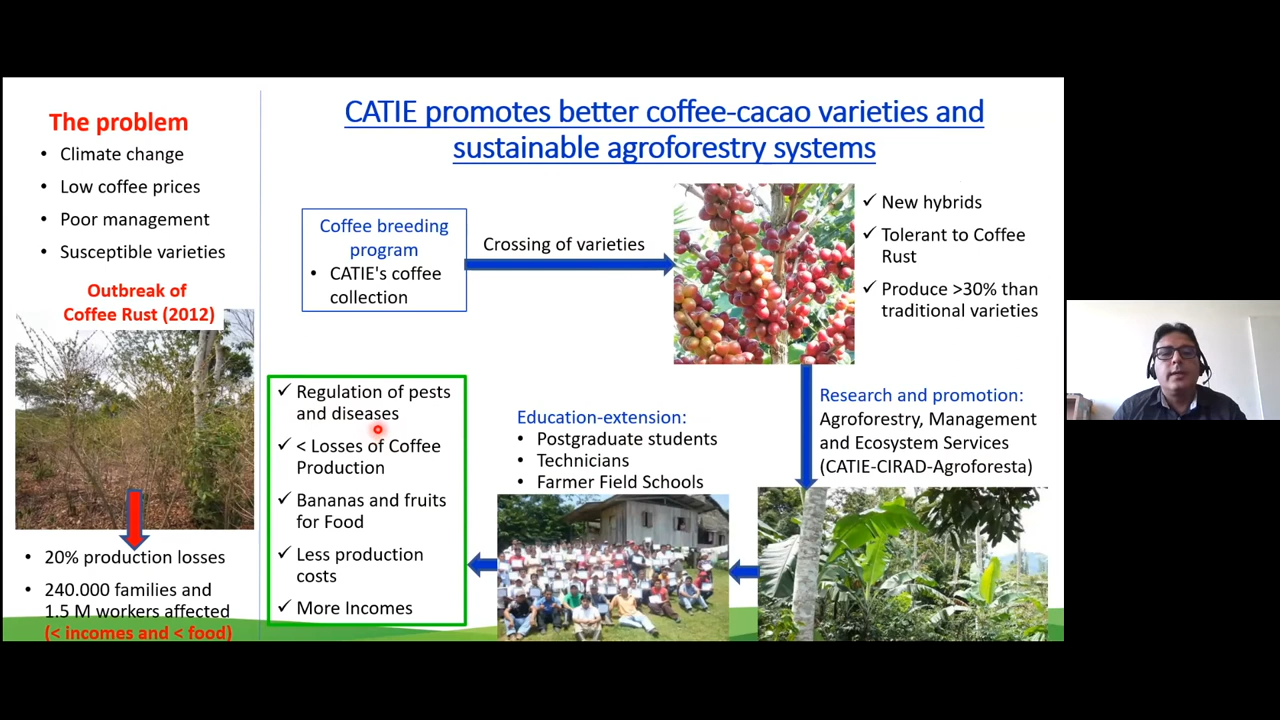 The problem
• Climate change
• Low coffee prices
• Poor management
• Susceptible varieties
Outbreak of
Coffee Rust (2012)
• 20% production losses
• 240.000 families and
1.5 M workers affected
(< incomes and < food)
CATIE promotes better coffee-cacao varieties and
sustainable agroforestry systems
Coffee breeding
program
• CATIE's coffee
collection
Crossing of varieties
✓ New hybrids
✓ Tolerant to Coffee
Rust
✓ Produce >30% than
traditional varieties
Research and promotion:
Agroforestry, Management
and Ecosystem Services
(CATIE-CIRAD-Agroforesta)
Education-extension:
• Postgraduate students
• Technicians
• Farmer Field Schools
✓ Regulation of pests
and diseases
✓ < Losses of Coffee
Production
✓ Bananas and fruits
for Food
✓ Less production
costs
✓ More Incomes